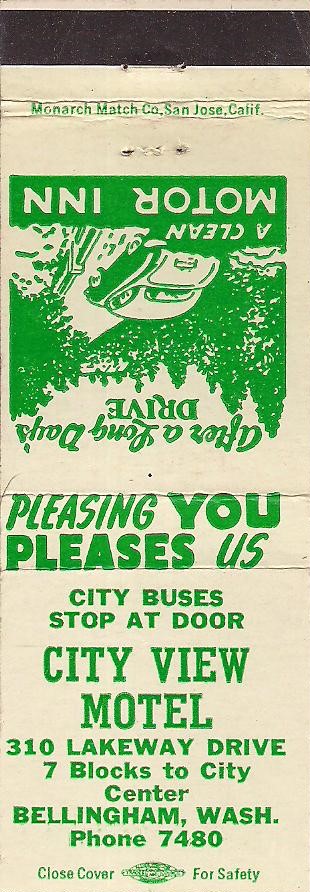 Monarch Match Co., San Jose, Calif.
After a Long Day's
DRIVE
A CLEAN
MOTOR INN
PLEASING YOU
PLEASES US
CITY BUSES
STOP AT DOOR
CITY VIEW
MOTEL
310 LAKEWAY DRIVE
7 Blocks to City
Center
BELLINGHAM, WASH.
Phone 7480
Close Cover For Safety